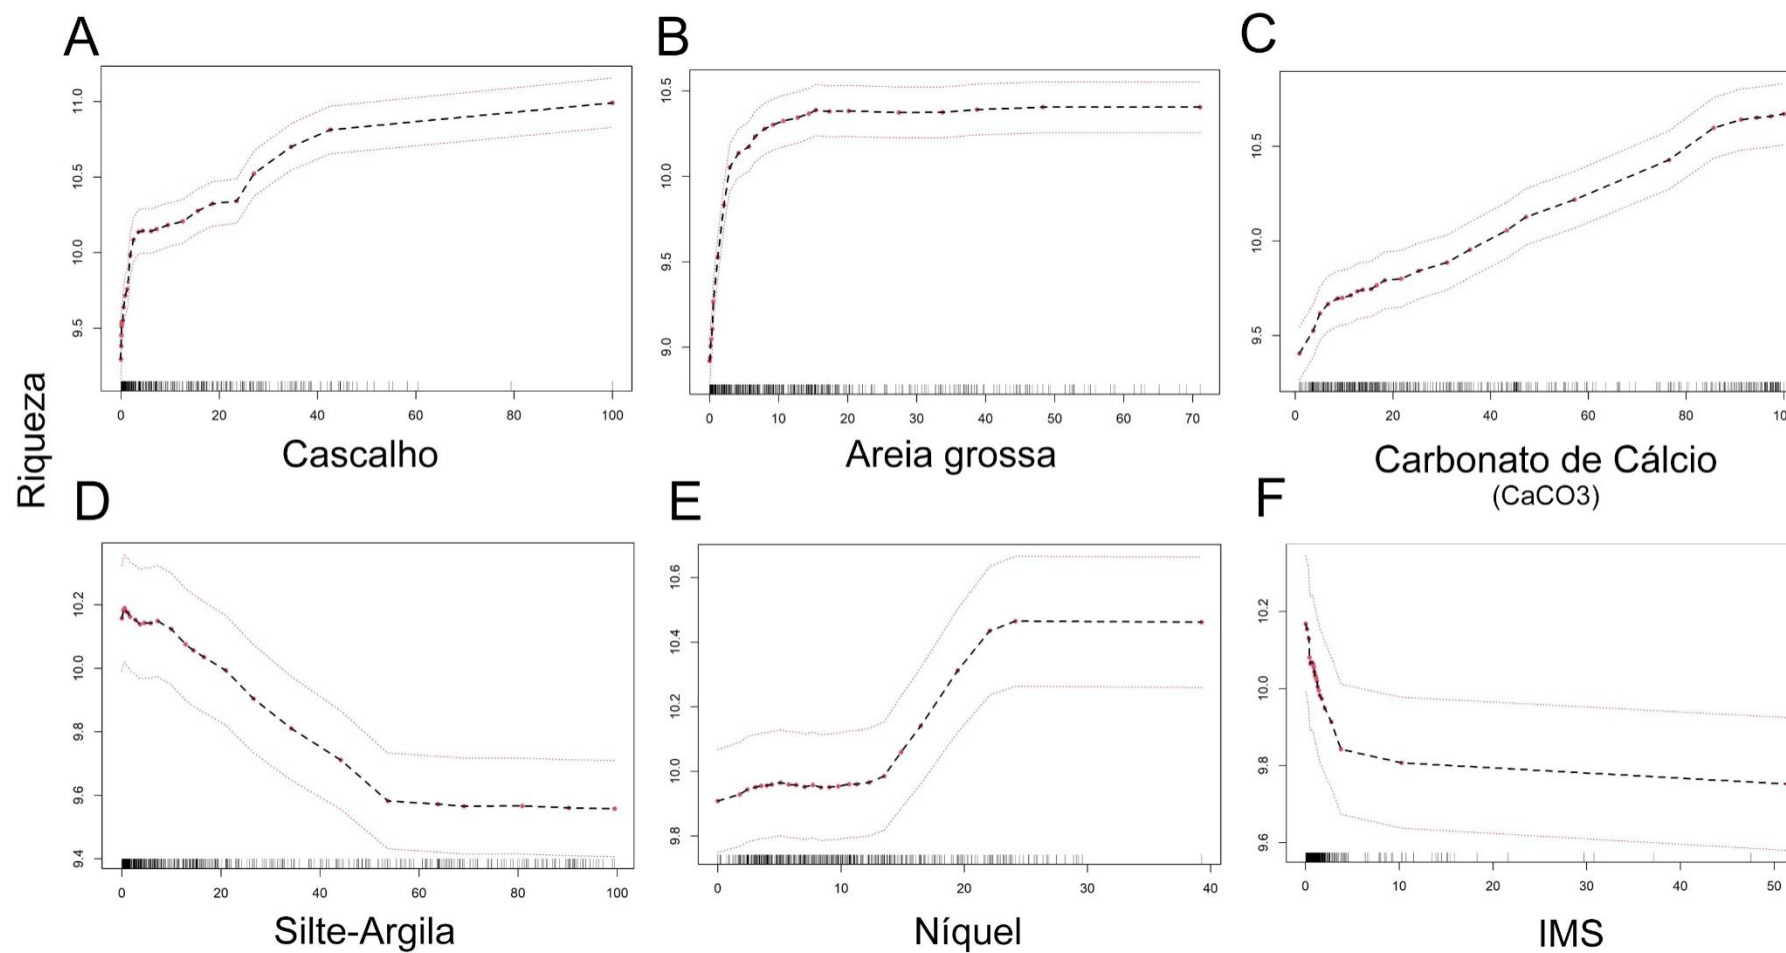 A
B
C
11.0
10.5
10.0
9.5
0 20 40 60 80 100
Cascalho
10.5
10.0
9.5
9.0
0 10 20 30 40 50 60 70
Areia grossa
10.5
10.0
9.5
0 20 40 60 80 10
Carbonato de Cálcio
(CaCO3)
Riqueza
D
E
F
10.2
10.0
9.8
9.6
9.4
0 20 40 60 80 100
Silte-Argila
10.6
10.4
10.2
10.0
9.8
0 10 20 30 40
Níquel
10.2
10.0
9.8
9.6
0 10 20 30 40 50
IMS